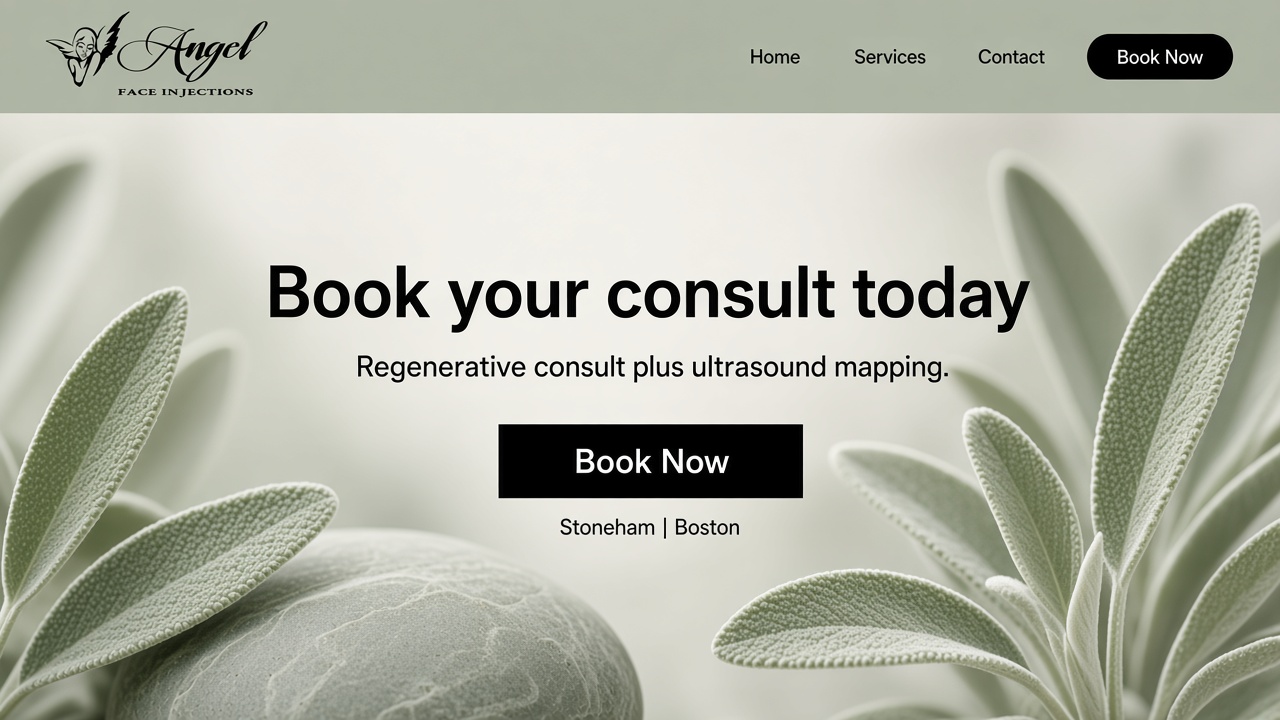 Angel
FACE INJECTIONS
Home
Services
Contact
Book Now
Book your consult today
Regenerative consult plus ultrasound mapping.
Book Now
Stoneham | Boston